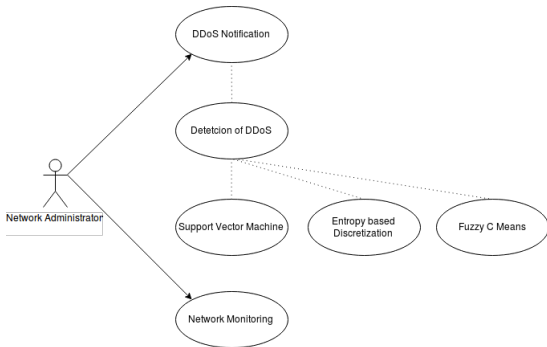 DDoS Notification
Detetcion of DDoS
Network Administrator
Support Vector Machine
Entropy based
Discretization
Fuzzy C Means
Network Monitoring